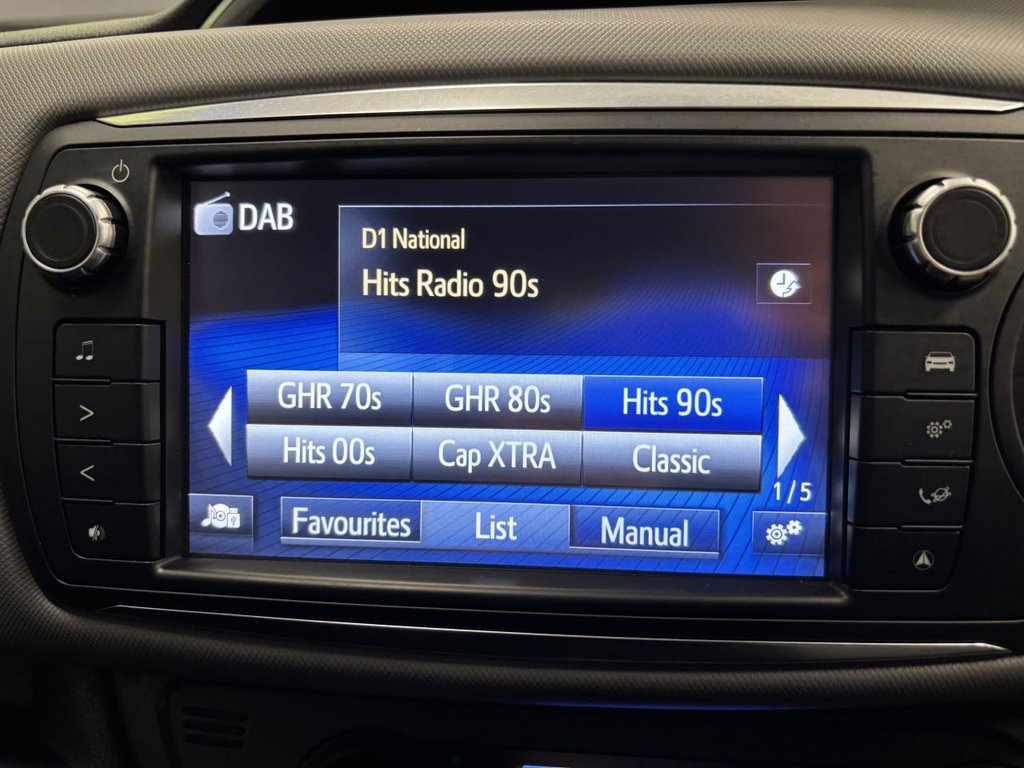 DAB
D1 National
Hits Radio 90s
GHR 70s GHR 80s Hits 90s
Hits 00s Cap XTRA Classic
1/5
Favourites List Manual